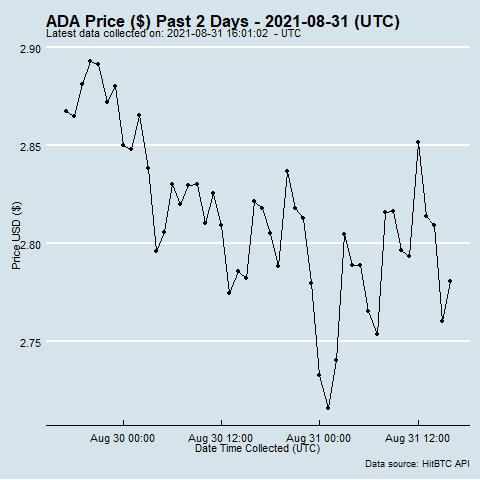 ADA Price ($) Past 2 Days - 2021-08-31 (UTC)
Latest data collected on: 2021-08-31 16:01:02  - UTC
2.90
2.85
2.80
2.75
Price USD ($)
Aug 30 00:00
Aug 30 12:00
Aug 31 00:00
Aug 31 12:00
Date Time Collected (UTC)
Data source: HitBTC API